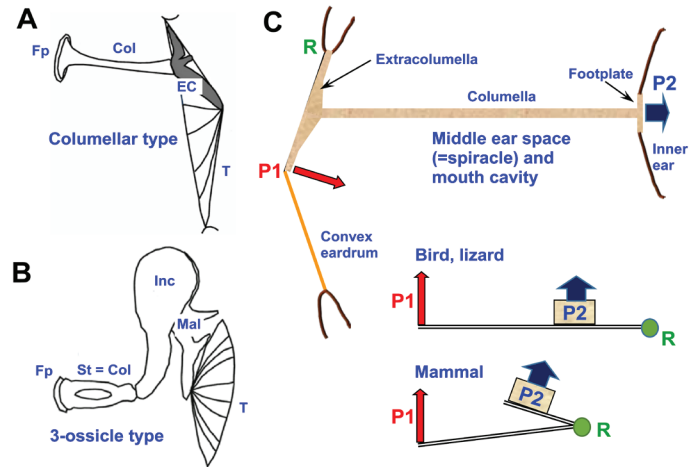 A
Fp
Col
EC
Columellar type
T
B
Inc
Mal
St = Col
Fp
T
3-ossicle type
C
R
Extracolumella
Footplate
P2
Columella
Middle ear space
(=spiracle) and
mouth cavity
Inner
ear
P1
Convex
eardrum
Bird, lizard
P1
P2
R
Mammal
P1
P2
R